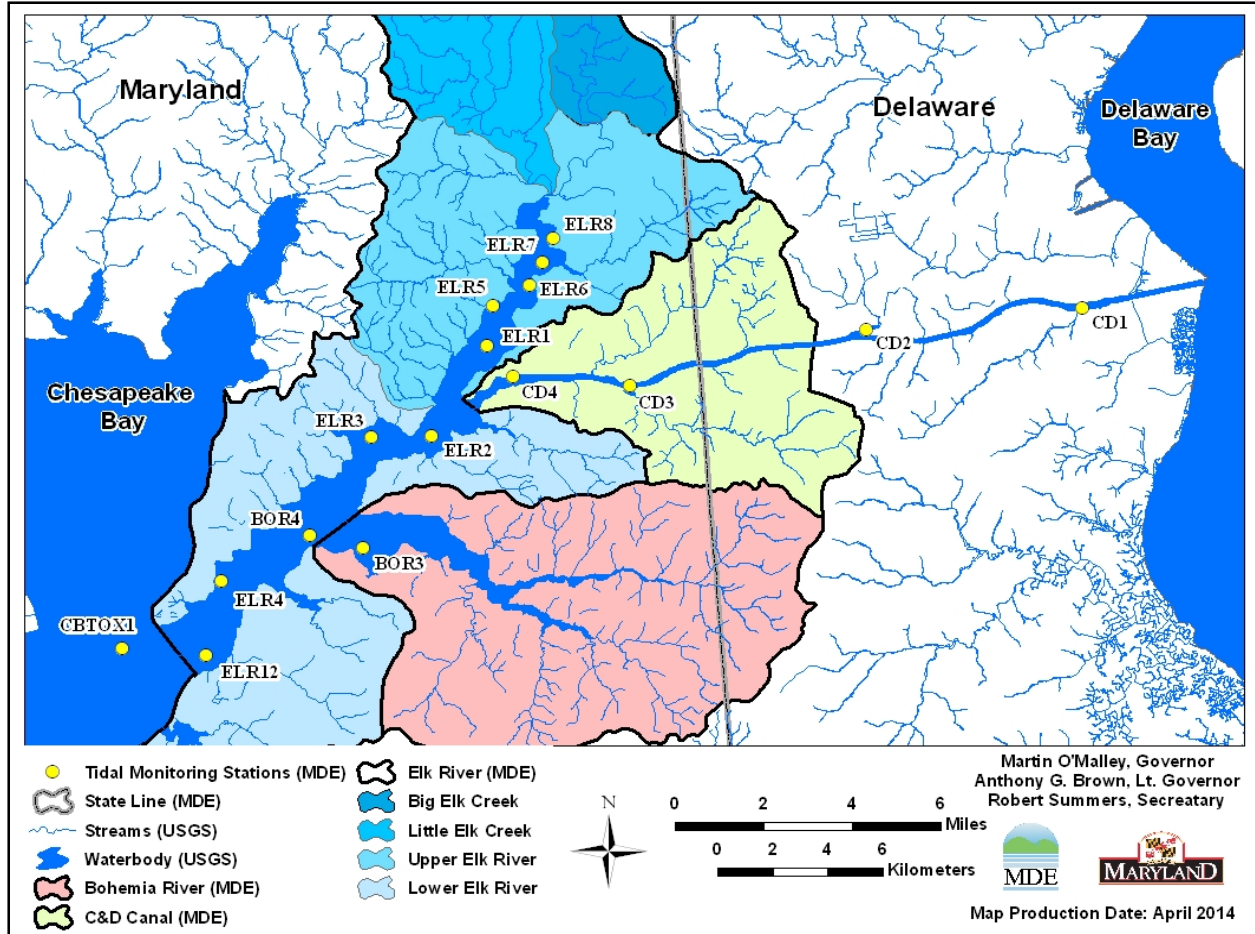 Maryland
Delaware
Delaware
Bay
ELR8
ELR7
ELR6
ELR5
ELR1
CD1
CD2
CD4
CD3
Chesapeake
Bay
ELR3
ELR2
BOR4
BOR3
ELR4
CBTOX1
ELR12
Tidal Monitoring Stations (MDE)
State Line (MDE)
Streams (USGS)
Waterbody (USGS)
Bohemia River (MDE)
C&D Canal (MDE)
Elk River (MDE)
Big Elk Creek
Little Elk Creek
Upper Elk River
Lower Elk River
N
0 2 4 6
Miles
0 2 4 6
Kilometers
Martin O'Malley, Governor
Anthony G. Brown, Lt. Governor
Robert Summers, Secreatary
MDE
MARYLAND
Map Production Date: April 2014